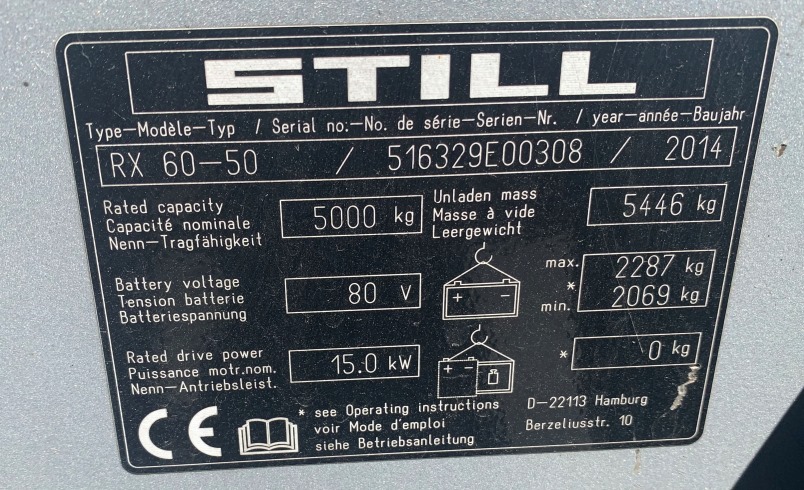 STILL
Type-Modèle-Typ / Serial no:-No. de série-Serien-Nr. / year-année-Baujahr
RX 60-50 / 516329E00308 / 2014
Rated capacity
Capacité nominale
Nenn-Tragfähigkeit
5000 kg
Unladen mass
Masse à vide
Leergewicht
5446 kg
Battery voltage
Tension batterie
Batteriespannung
80 V
+ -
max. 2287 kg
*
min. 2069 kg
Rated drive power
Puissance motr.nom.
Nenn-Antriebsleist.
15.0 kW
+ -
* 0 kg
CE
* see Operating instructions
voir Mode d'emploi
siehe Betriebsanleitung
D-22113 Hamburg
Berzeliusstr. 10